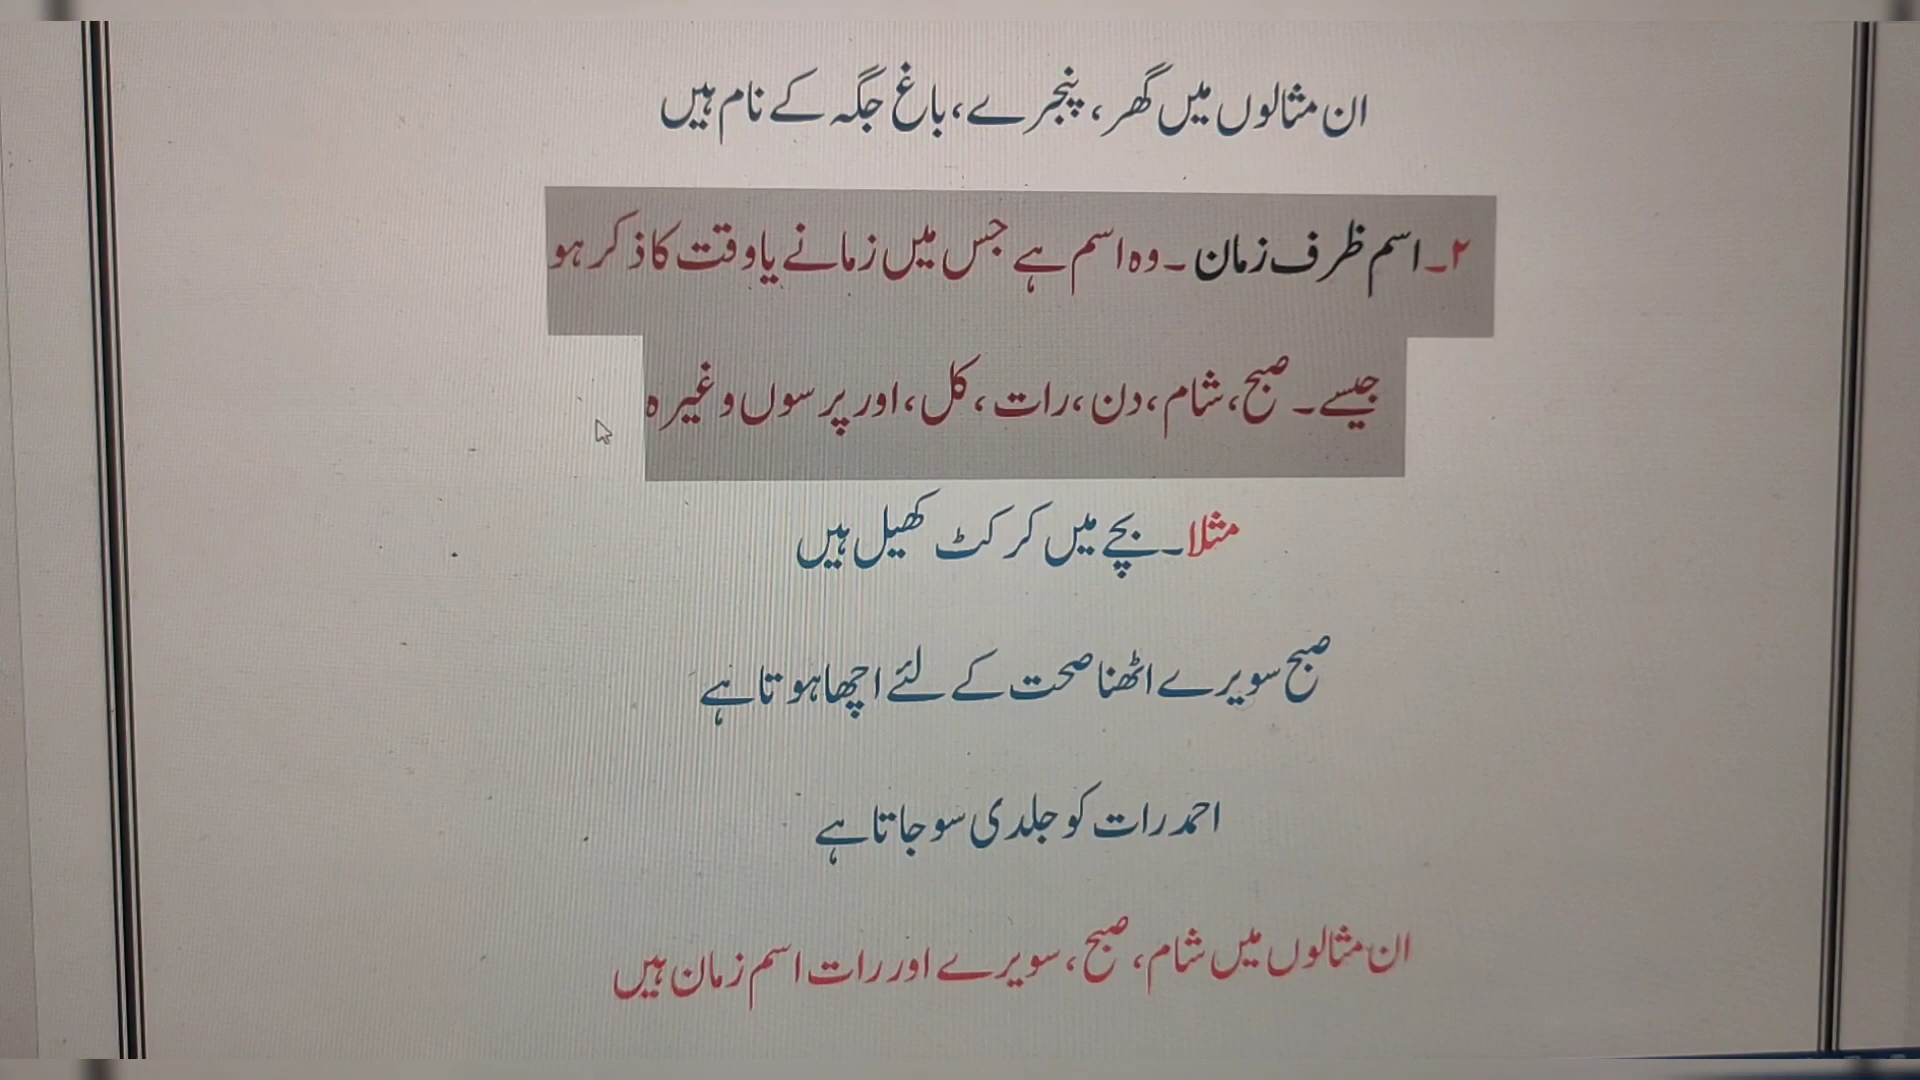 ان مثالوں میں گھر، پنجرے، باغ جگہ کے نام ہیں
۲۔ اسم ظرف زمان۔ وہ اسم ہے جس میں زمانے یا وقت کا ذکر ہو
جیسے۔ صبح، شام، دن، رات، کل، اور پرسوں وغیرہ
مثلا۔ بچے میں کرکٹ کھیل ہیں
صبح سویرے اٹھنا صحت کے لئے اچھا ہوتا ہے
احمد رات کو جلدی سو جاتا ہے
ان مثالوں میں شام، صبح، سویرے اور رات اسم زمان ہیں